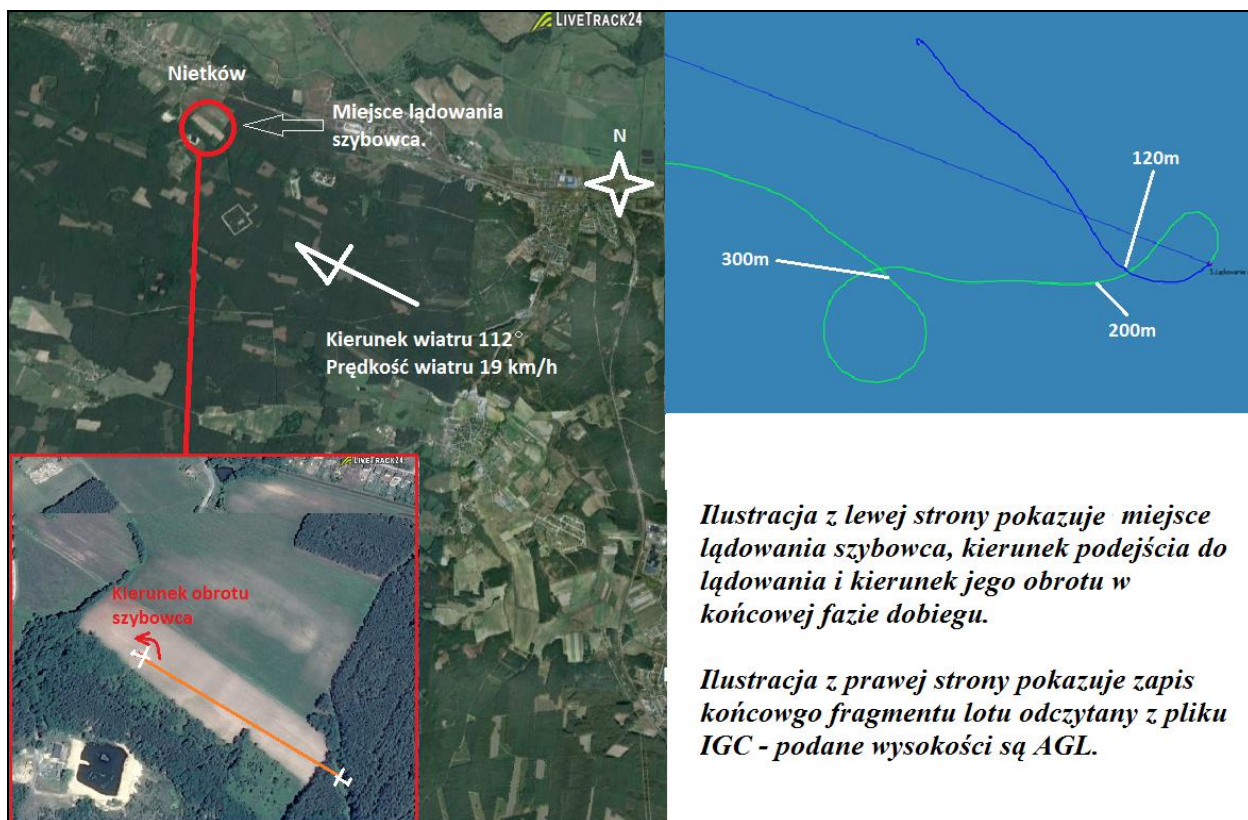 LIVETRACK24
Nietków
Miejsce lądowania
szybowca.
N
Kierunek wiatru 112°
Prędkość wiatru 19 km/h
LIVETRACK24
Kierunek obrotu
szybowca
120m
300m
200m
Lądowanie
Ilustracja z lewej strony pokazuje miejsce
lądowania szybowca, kierunek podejścia do
lądowania i kierunek jego obrotu w
końcowej fazie dobiegu.
Ilustracja z prawej strony pokazuje zapis
końcowgo fragmentu lotu odczytany z pliku
IGC - podane wysokości są AGL.